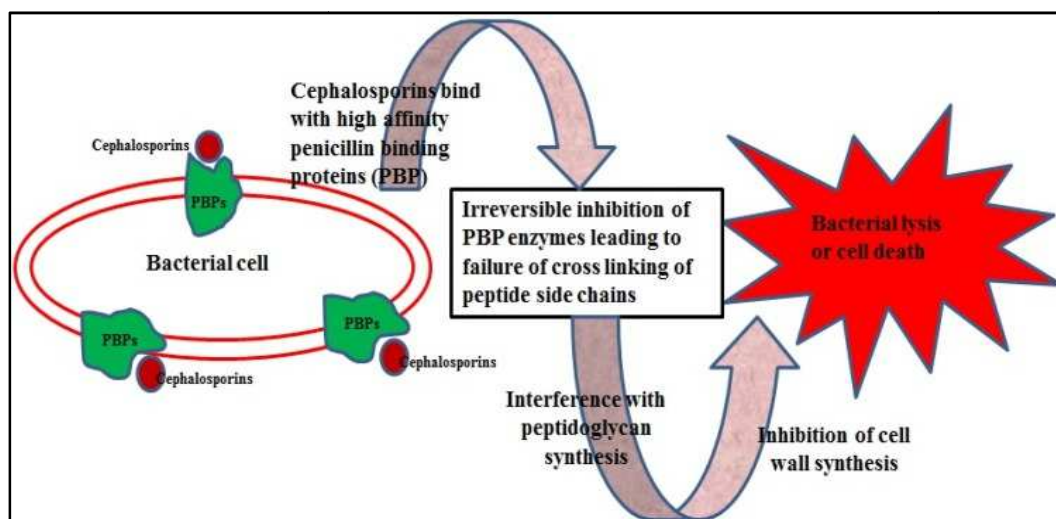 Cephalosporins bind
with high affinity
penicillin binding
proteins (PBP)
Cephalosporins
PBPs
Bacterial cell
PBPs
Cephalosporins
PBPs
Cephalosporins
Irreversible inhibition of
PBP enzymes leading to
failure of cross linking of
peptide side chains
Bacterial lysis
or cell death
Interference with
peptidoglycan
synthesis
Inhibition of cell
wall synthesis